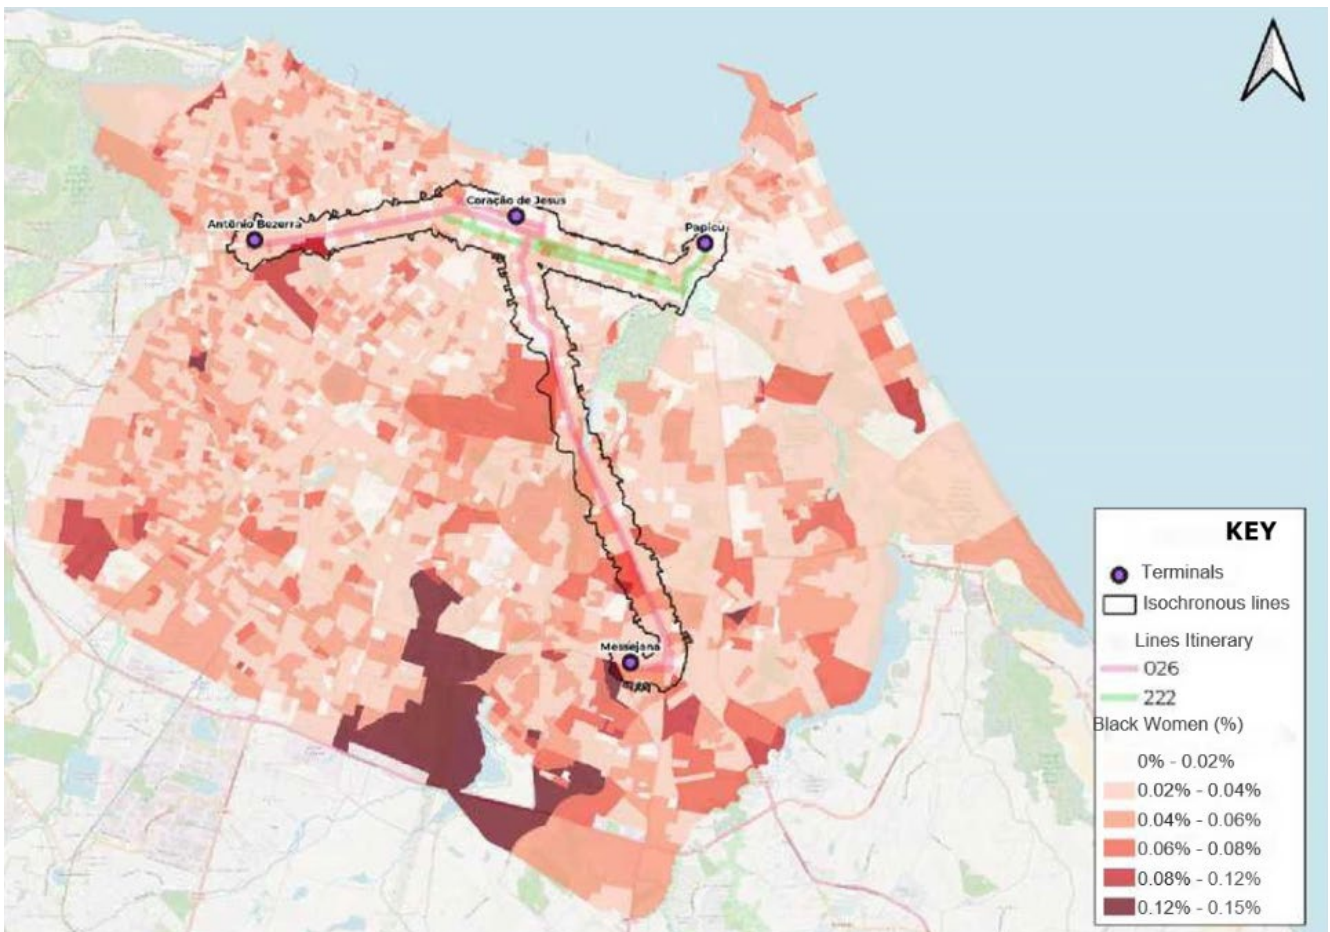 Coração de Jesus
Antônio Bezerra
Papicu
Messejana
KEY
Terminals
Isochronous lines
Lines Itinerary
026
222
Black Women (%)
0% - 0.02%
0.02% - 0.04%
0.04% - 0.06%
0.06% - 0.08%
0.08% - 0.12%
0.12% - 0.15%